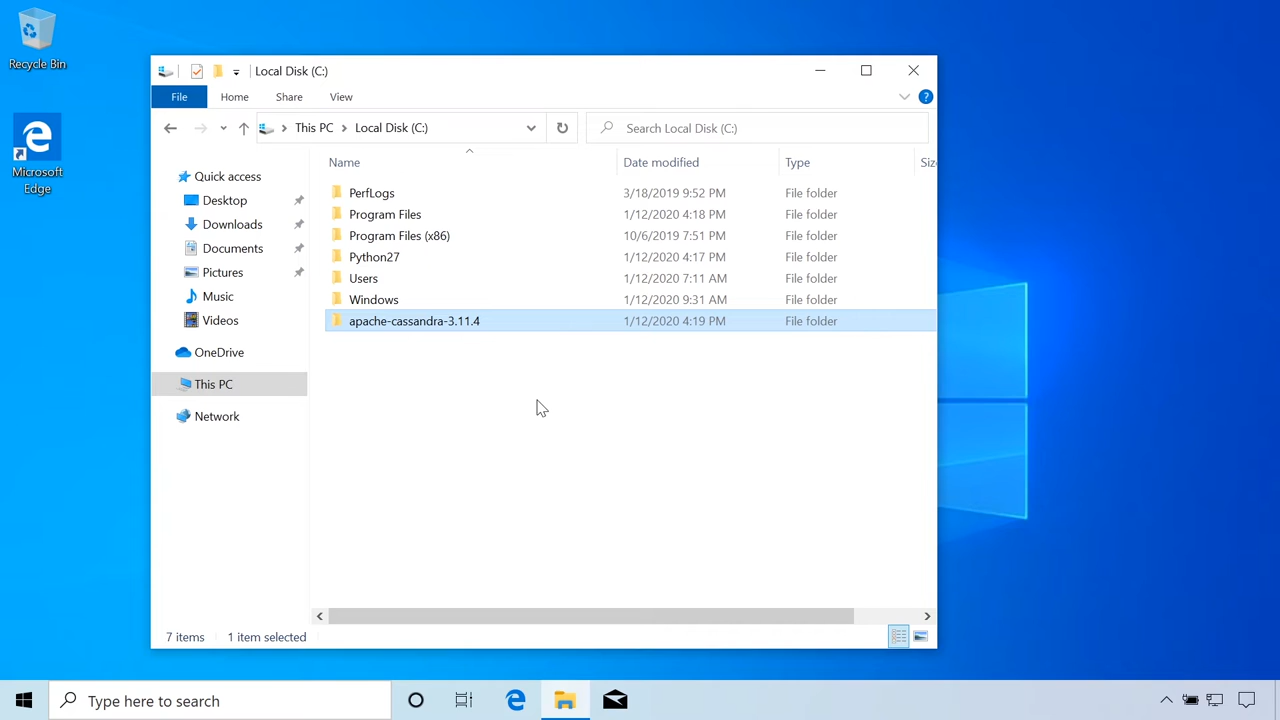 Recycle Bin
Microsoft
Edge
Local Disk (C:)
File Home Share View
This PC Local Disk (C:)
Search Local Disk (C:)
Name Date modified Type Siz
Quick access
Desktop
Downloads
Documents
Pictures
Music
Videos
OneDrive
This PC
Network
PerfLogs 3/18/2019 9:52 PM File folder
Program Files 1/12/2020 4:18 PM File folder
Program Files (x86) 10/6/2019 7:51 PM File folder
Python27 1/12/2020 4:17 PM File folder
Users 1/12/2020 7:11 AM File folder
Windows 1/12/2020 9:31 AM File folder
apache-cassandra-3.11.4 1/12/2020 4:19 PM File folder
7 items 1 item selected
Type here to search